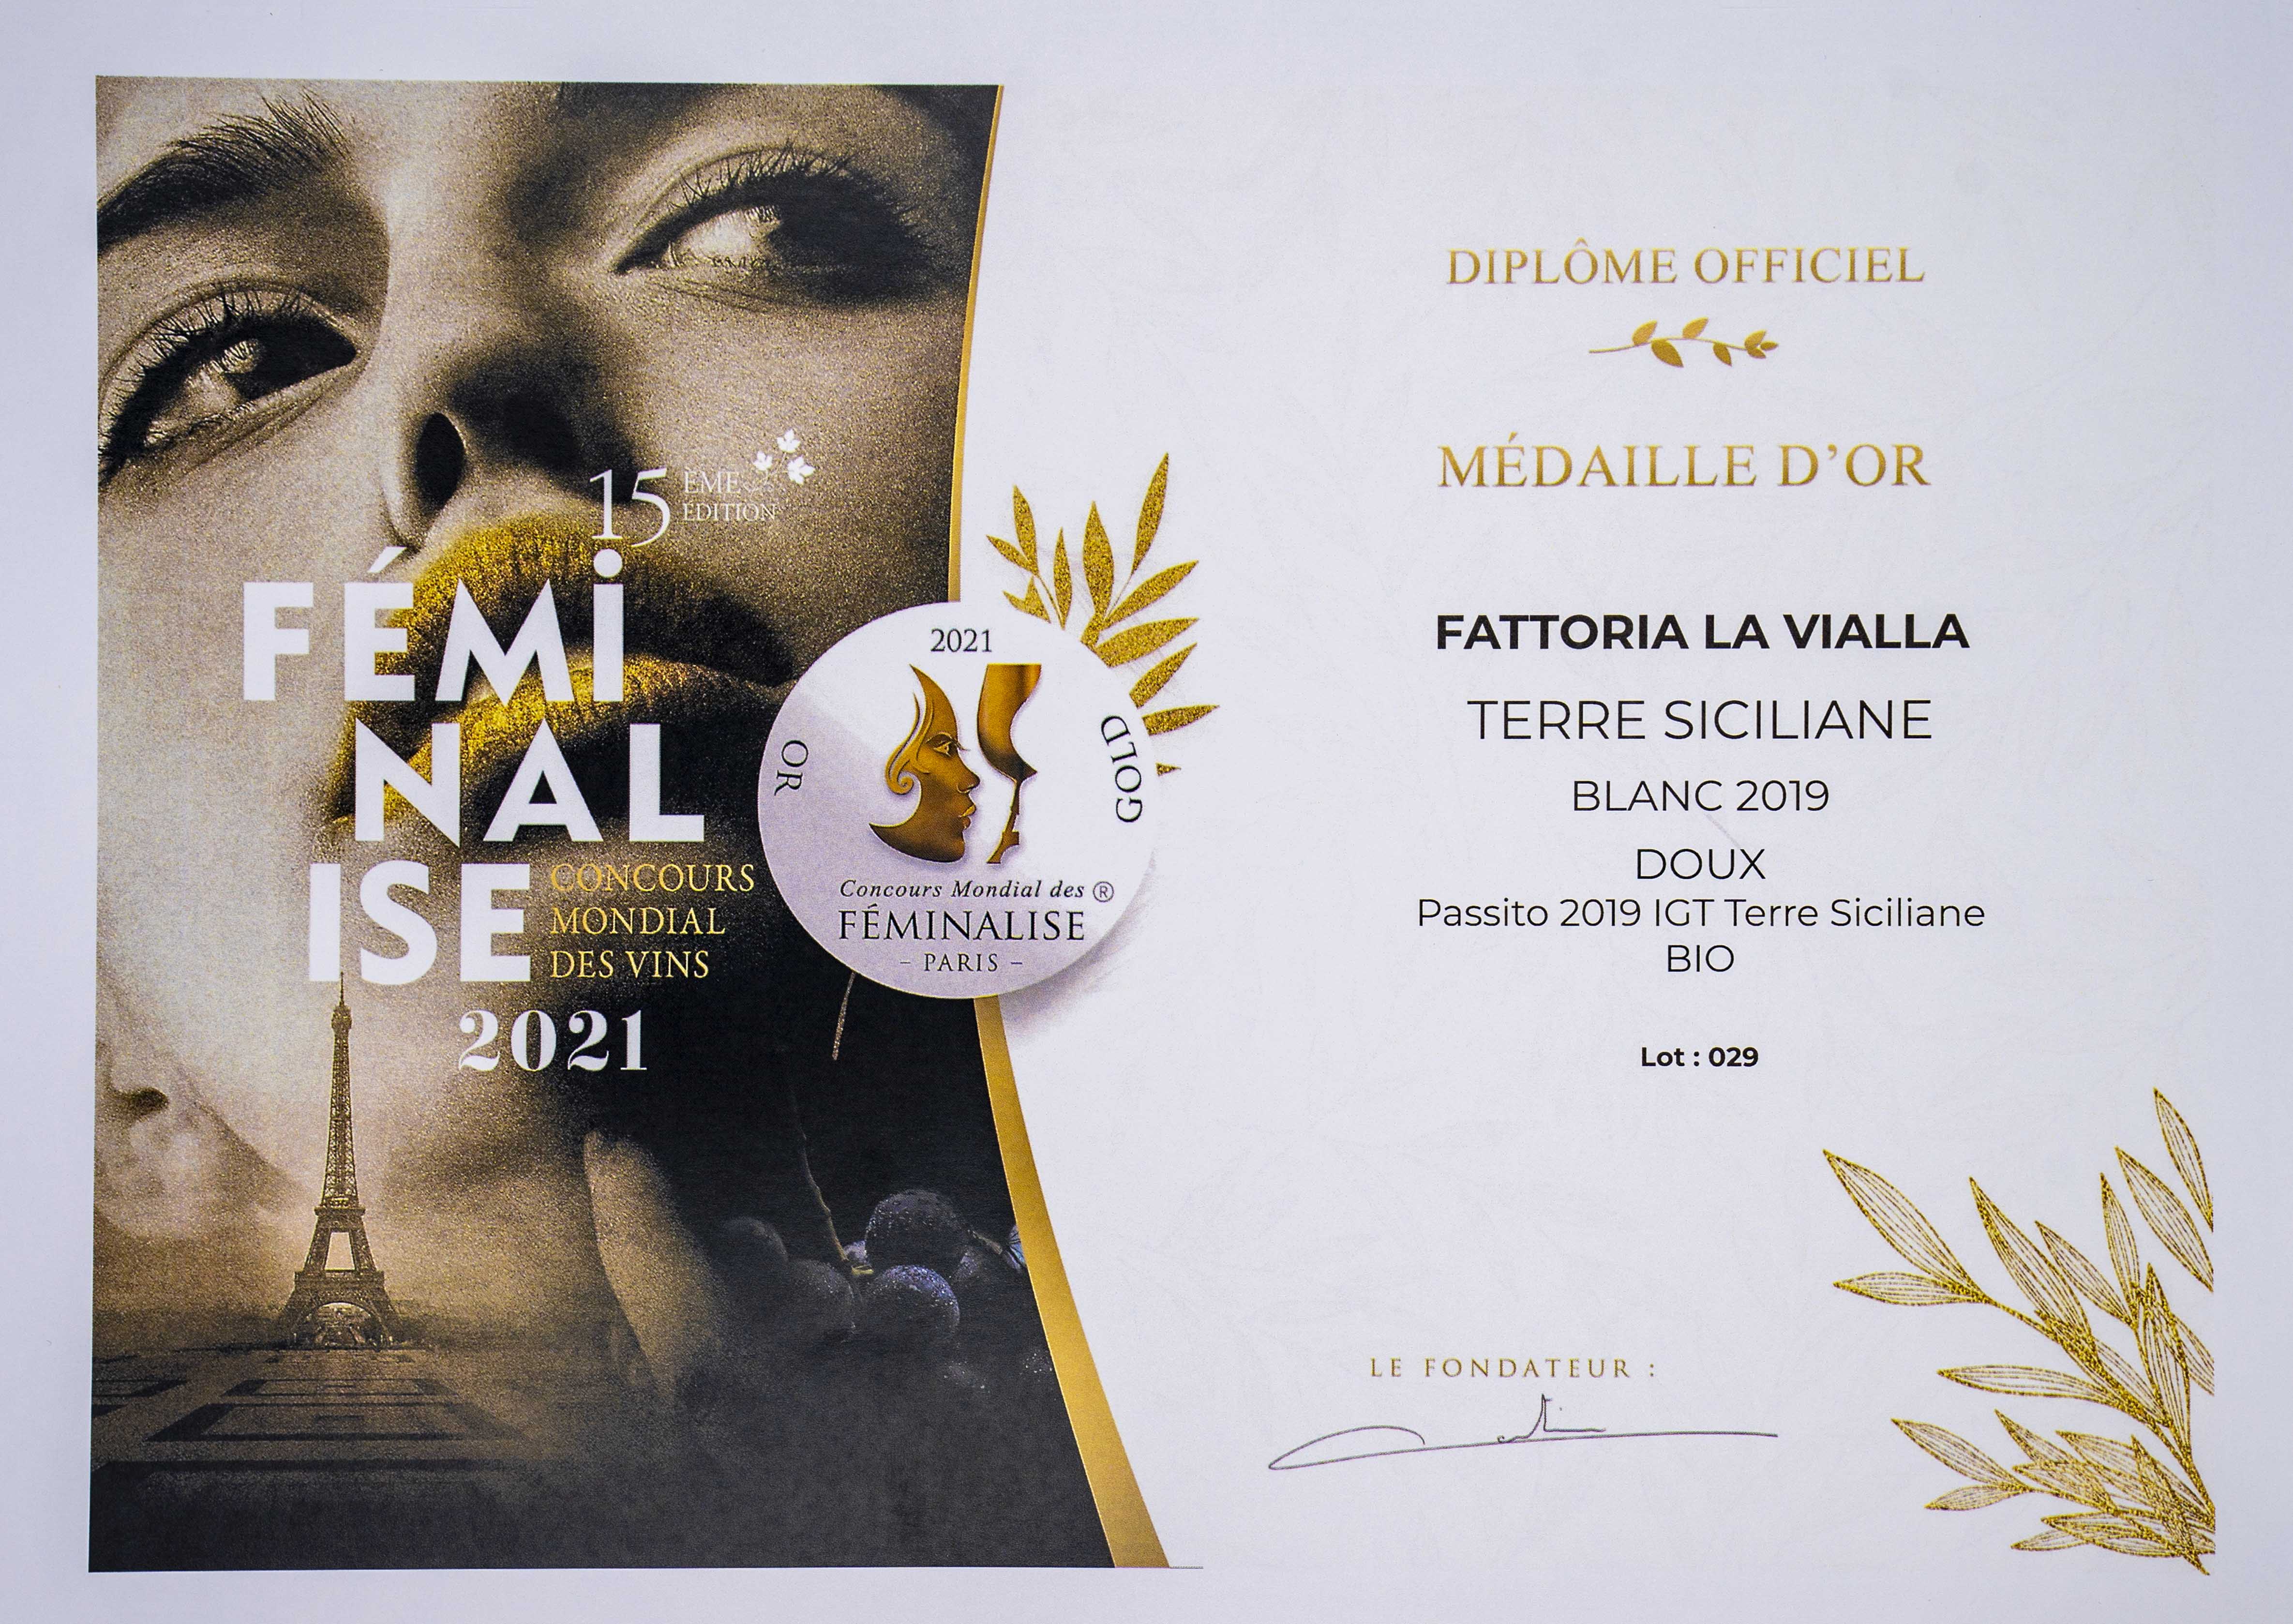 15 ÈME
ÉDITION
FÉMI
NAL
ISE
CONCOURS
MONDIAL
DES VINS
2021
2021
OR
GOLD
Concours Mondial des ®
FÉMINALISE
– PARIS –
DIPLÔME OFFICIEL
MÉDAILLE D’OR
FATTORIA LA VIALLA
TERRE SICILIANE
BLANC 2019
DOUX
Passito 2019 IGT Terre Siciliane
BIO
Lot : 029
LE FONDATEUR :